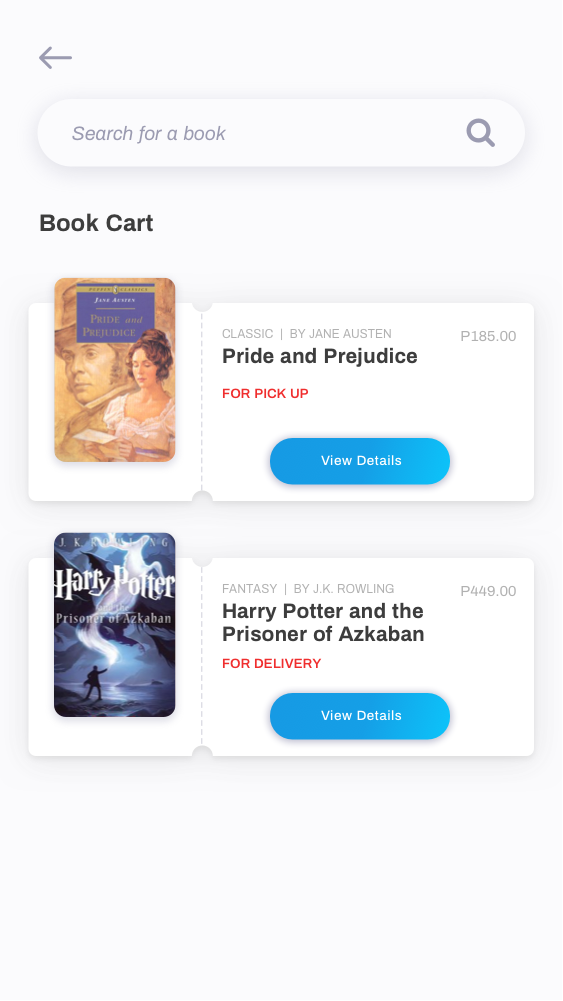 Search for a book
Book Cart
PUFFIN CLASSICS
JANE AUSTEN
PRIDE and
PREJUDICE
CLASSIC | BY JANE AUSTEN
P185.00
Pride and Prejudice
FOR PICK UP
View Details
J. K. ROWLING
Harry Potter
and the
Prisoner of Azkaban
FANTASY | BY J.K. ROWLING
P449.00
Harry Potter and the
Prisoner of Azkaban
FOR DELIVERY
View Details